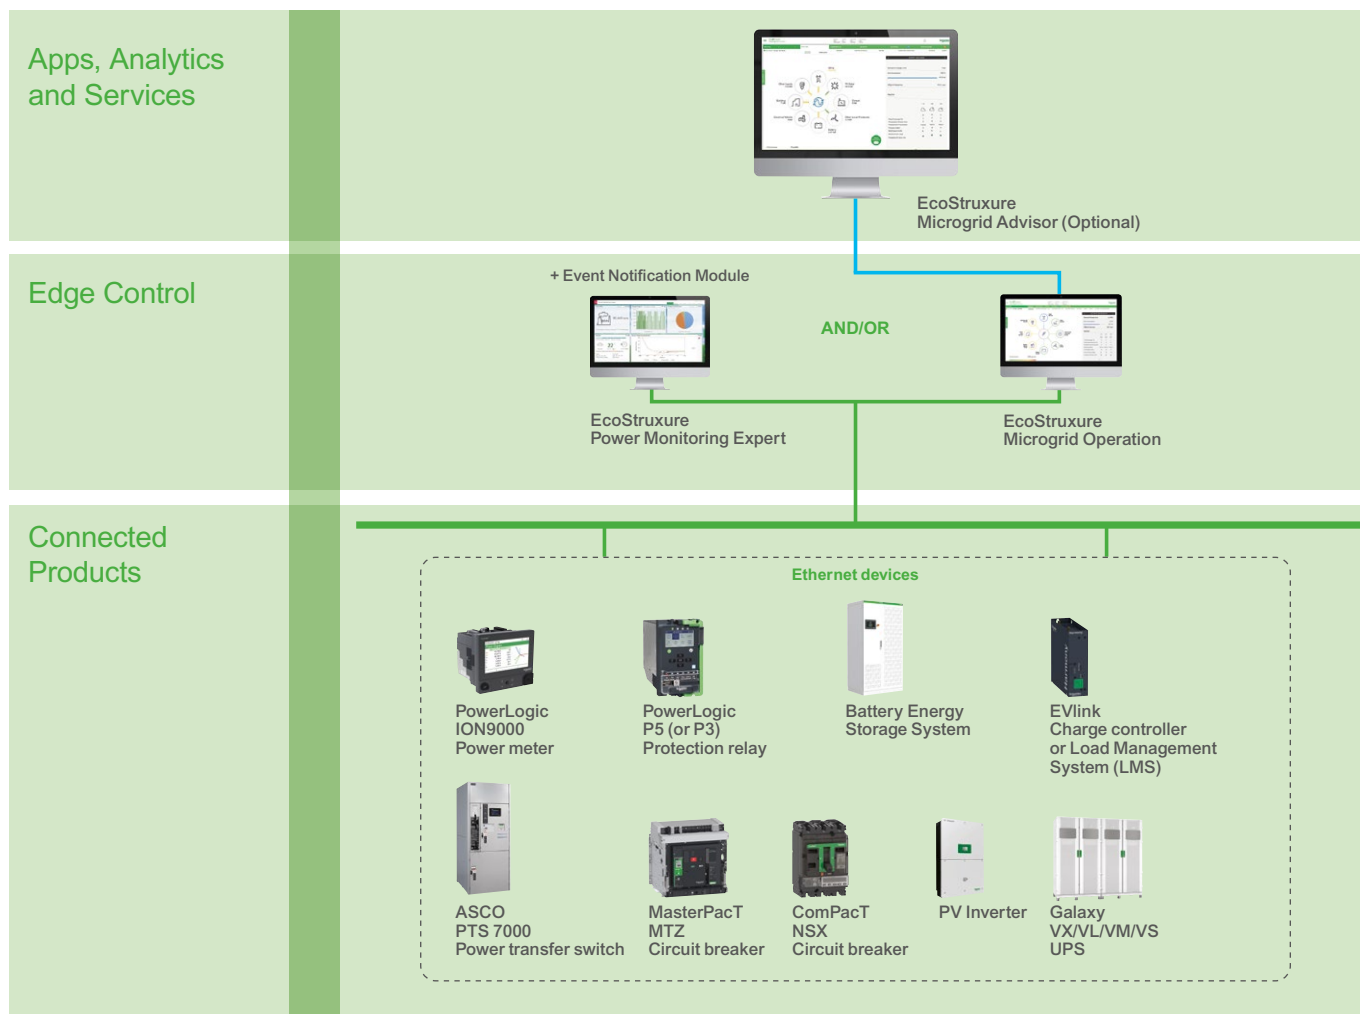 Apps, Analytics
and Services
EcoStruxure
Microgrid Advisor (Optional)
Edge Control
+ Event Notification Module
AND/OR
EcoStruxure
Power Monitoring Expert
EcoStruxure
Microgrid Operation
Connected
Products
Ethernet devices
PowerLogic
ION9000
Power meter
PowerLogic
P5 (or P3)
Protection relay
Battery Energy
Storage System
EVlink
Charge controller
or Load Management
System (LMS)
ASCO
PTS 7000
Power transfer switch
MasterPacT
MTZ
Circuit breaker
ComPacT
NSX
Circuit breaker
PV Inverter
Galaxy
VX/VL/VM/VS
UPS